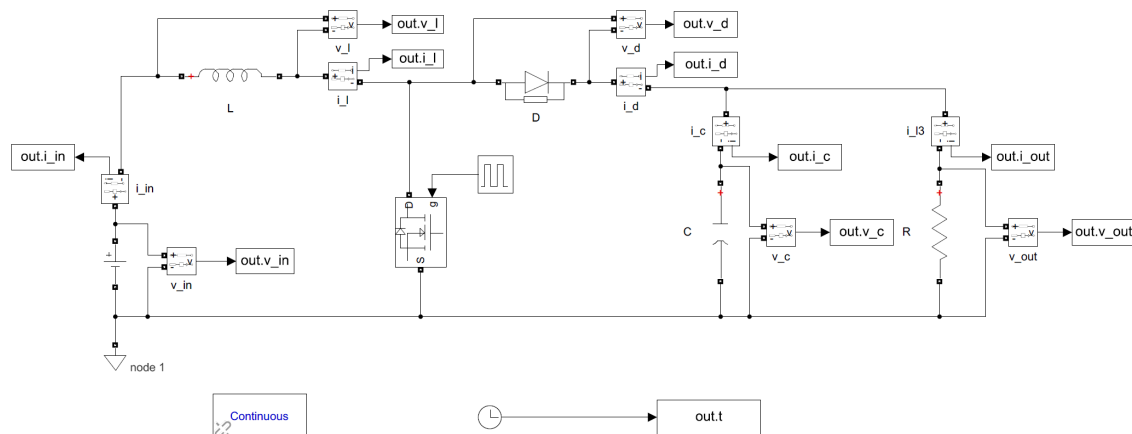 out.v_l
v_l
out.i_l
i_l
L
out.v_d
v_d
out.i_d
i_d
D
out.i_in
i_in
out.v_in
v_in
D
g
S
i_c
out.i_c
C
out.v_c
v_c
i_l3
out.i_out
R
out.v_out
v_out
node 1
Continuous
out.t